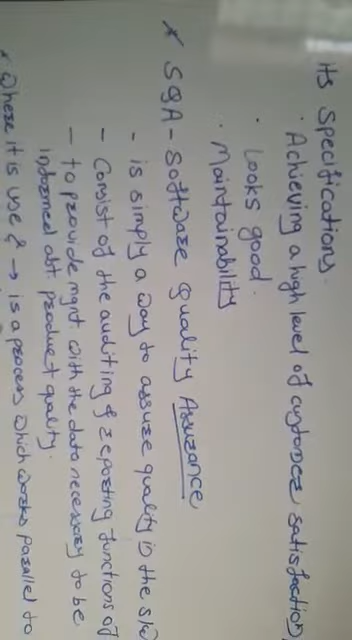 its Specifications.
· Achieving a high level of customer satisfaction
· Looks good.
· Maintainability
* SQA - Software Quality Assurance
- is simply a way to assure quality in the s/w
- Consist of the auditing & reporting functions of
- to provide mgnt with the data necessary to be
informed abt product quality.
* Where it is use & → is a process which works parallel to